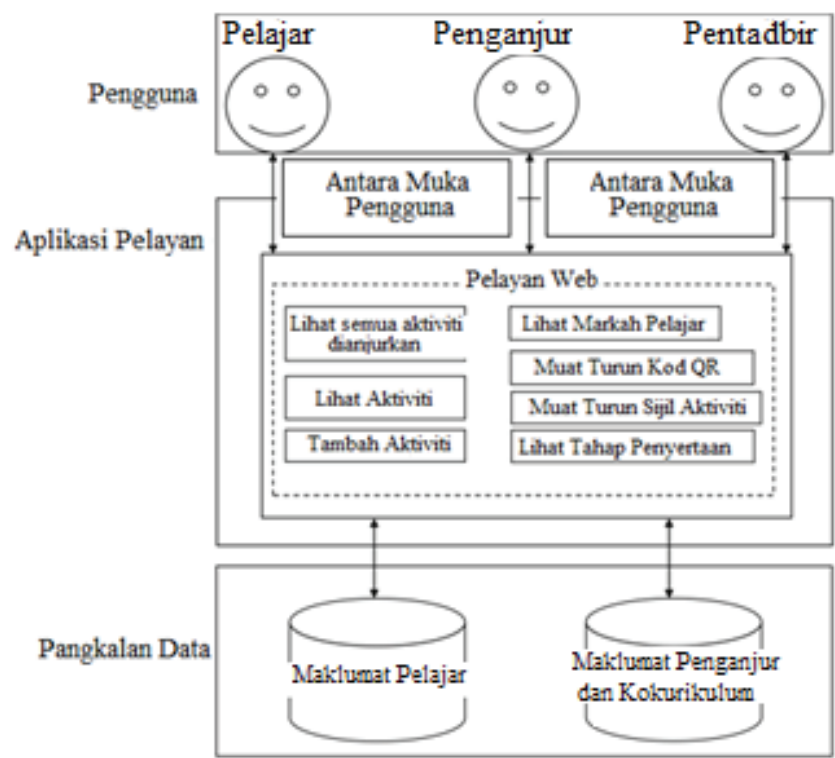 Pelajar
Penganjur
Pentadbir
Pengguna
Antara Muka
Pengguna
Antara Muka
Pengguna
Aplikasi Pelayan
Pelayan Web
Lihat semua aktiviti
dianjurkan
Lihat Aktiviti
Tambah Aktiviti
Lihat Markah Pelajar
Muat Turun Kod QR
Muat Turun Sijil Aktiviti
Lihat Tahap Penyertaan
Pangkalan Data
Maklumat Pelajar
Maklumat Penganjur
dan Kokurikulum